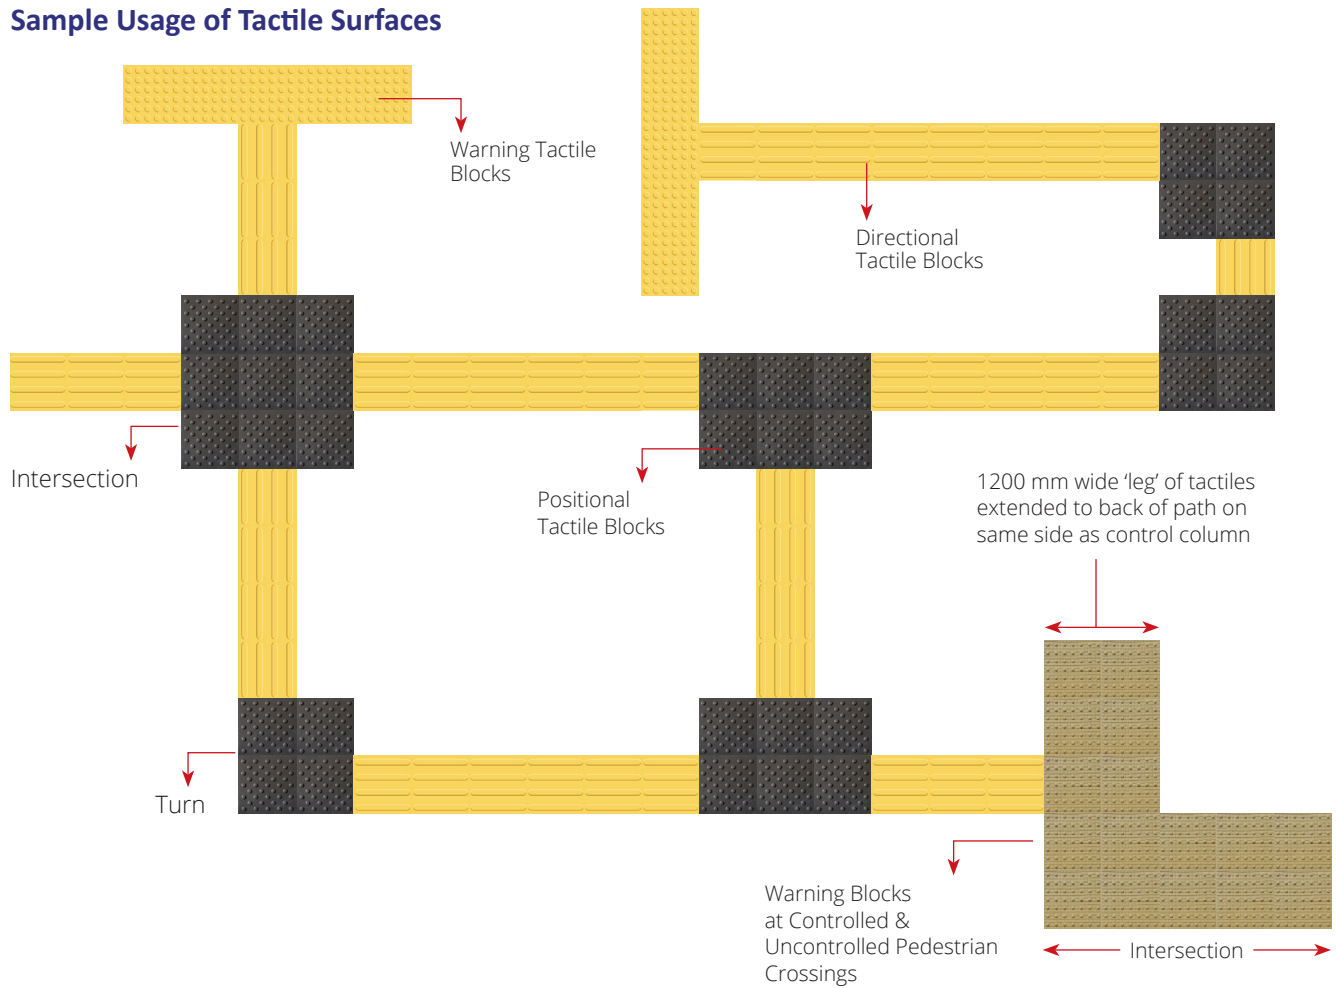 Sample Usage of Tactile Surfaces
Warning Tactile
Blocks
Directional
Tactile Blocks
Intersection
Positional
Tactile Blocks
1200 mm wide ‘leg’ of tactiles
extended to back of path on
same side as control column
Turn
Warning Blocks
at Controlled &
Uncontrolled Pedestrian
Crossings
Intersection